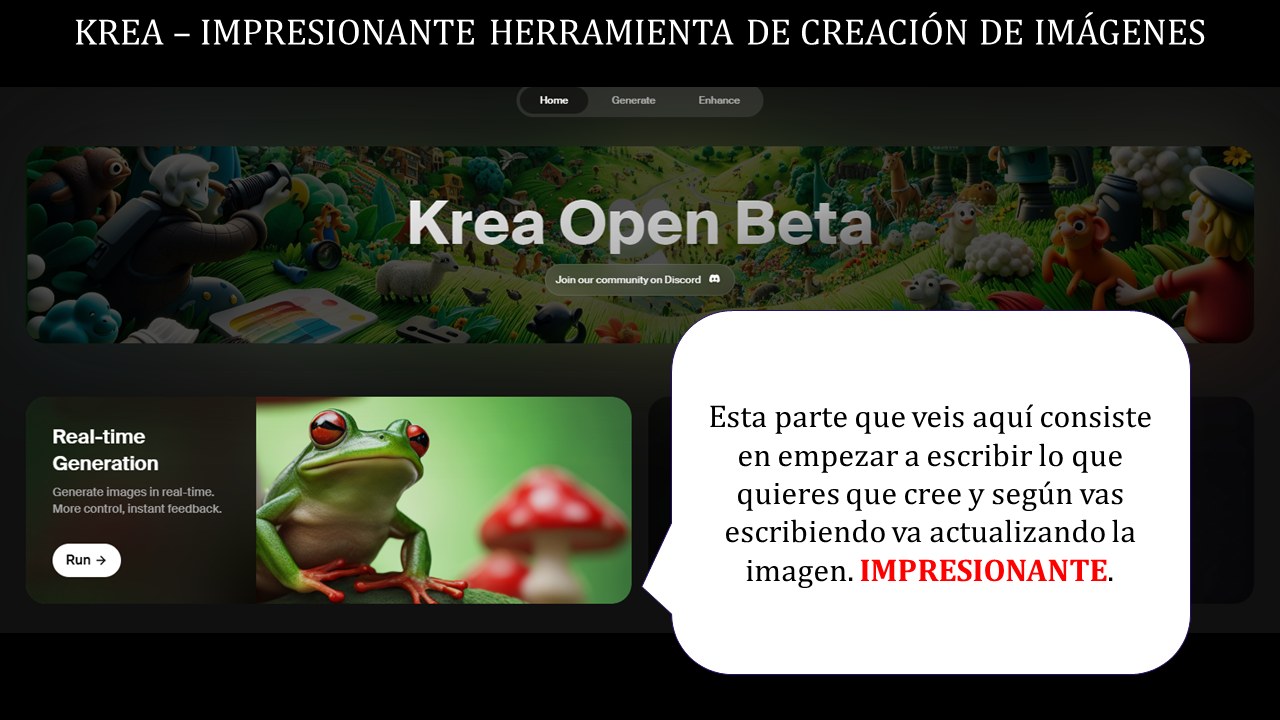 KREA – IMPRESIONANTE HERRAMIENTA DE CREACIÓN DE IMÁGENES
Home Generate Enhance
Krea Open Beta
Join our community on Discord
Real-time
Generation
Generate images in real-time.
More control, instant feedback.
Run →
Esta parte que veis aquí consiste
en empezar a escribir lo que
quieres que cree y según vas
escribiendo va actualizando la
imagen. IMPRESIONANTE.